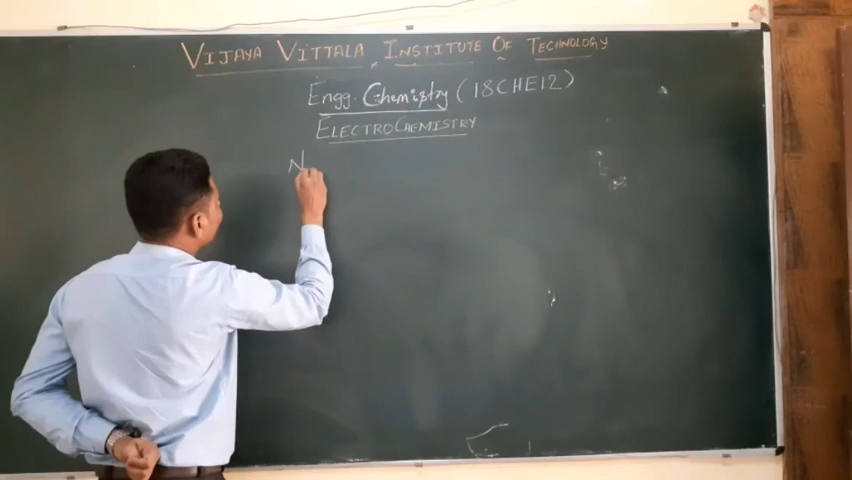 VIJAYA VITTALA INSTITUTE OF TECHNOLOGY
Engg. Chemistry (18CHE12)
ELECTROCHEMISTRY
N